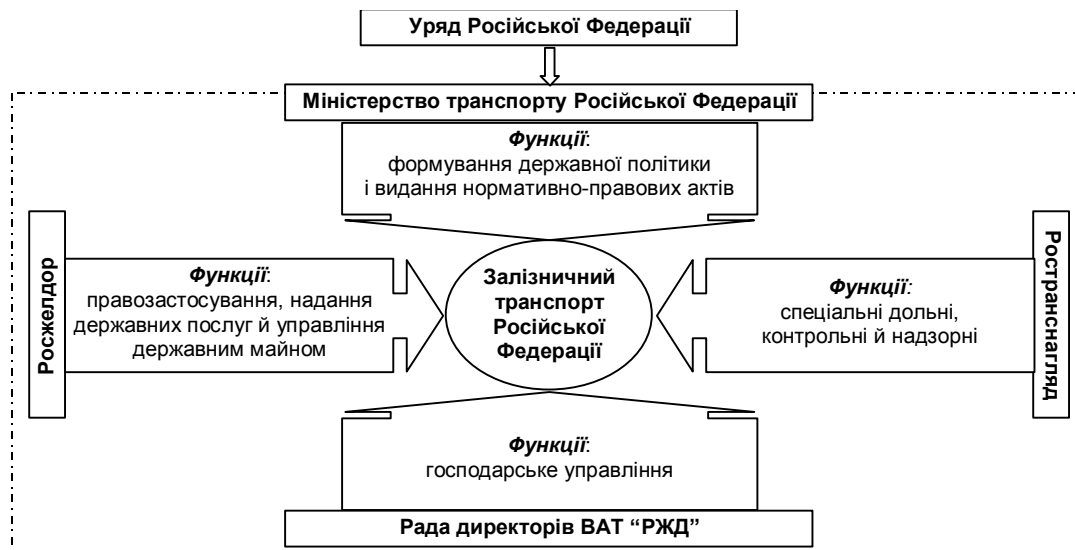 Уряд Російської Федерації
Міністерство транспорту Російської Федерації
Функції:
формування державної політики
і видання нормативно-правових актів
Росжелдор
Функції:
правозастосування, надання
державних послуг й управління
державним майном
Залізничний
транспорт
Російської
Федерації
Функції:
спеціальні дольні,
контрольні й надзорні
Ространснагляд
Функції:
господарське управління
Рада директорів ВАТ “РЖД”